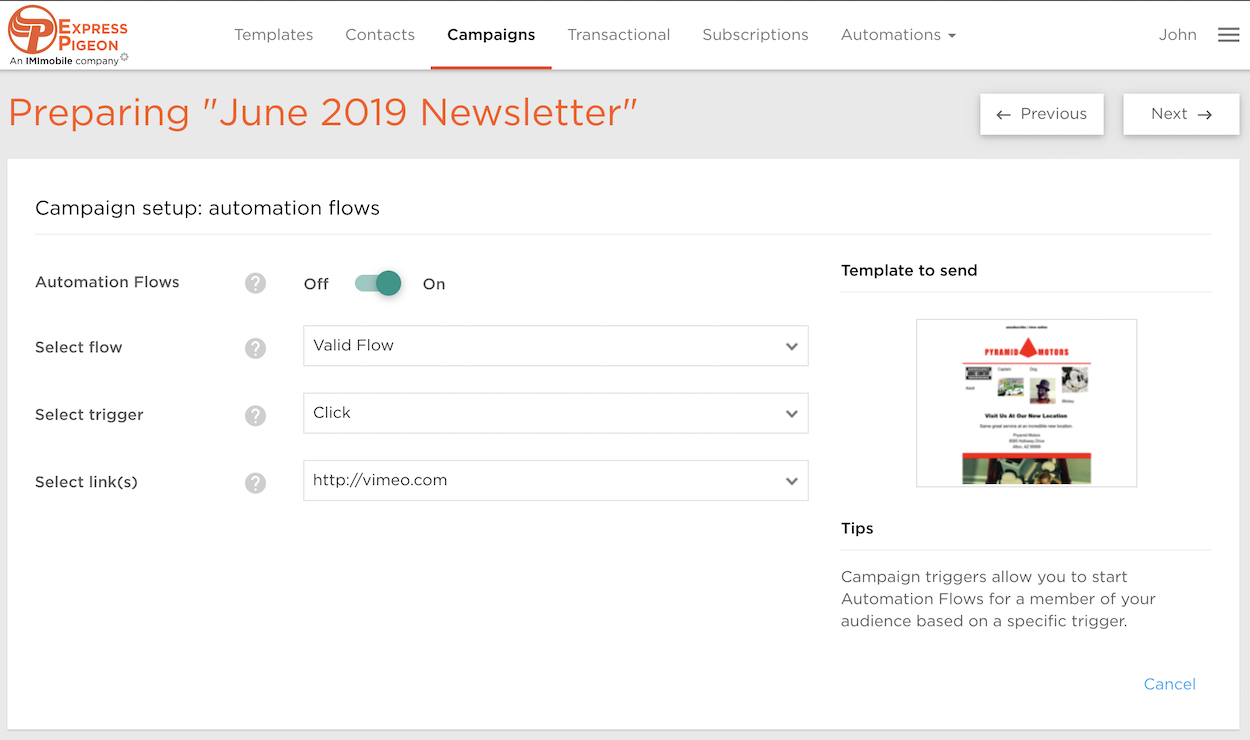 EXPRESS
PIGEON
An IMImobile company
Templates
Contacts
Campaigns
Transactional
Subscriptions
Automations
John
Preparing "June 2019 Newsletter"
← Previous
Next →
Campaign setup: automation flows
Automation Flows
?
Off
On
Select flow
?
Valid Flow
Select trigger
?
Click
Select link(s)
?
http://vimeo.com
Template to send
unsubscribe | view online
PYRAMID MOTORS
Captain
Dog
Adult
Mickey
Visit Us At Our New Location
Same great service at an incredible new location.
Pryamid Motors
Tips
Campaign triggers allow you to start
Automation Flows for a member of your
audience based on a specific trigger.
Cancel